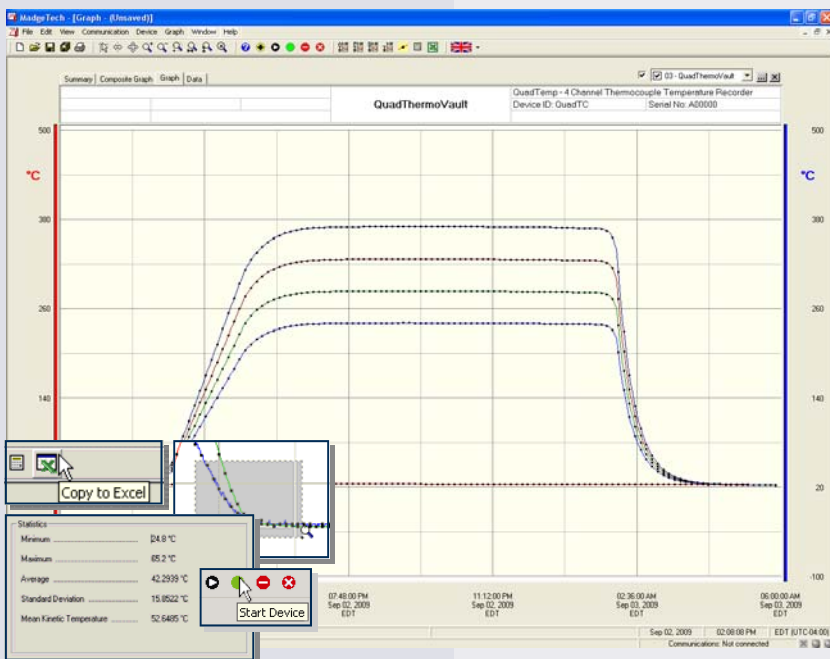 MadgeTech - [Graph - (Unsaved)]
File Edit View Communication Device Graph Window Help
Summary Composite Graph Graph Data
03 - QuadThermoVault
QuadThermoVault
QuadTemp - 4 Channel Thermocouple Temperature Recorder
Device ID: QuadTC Serial No: A00000
500 500
°C °C
380 380
260 260
140 140
20
-100
Copy to Excel
Statistics
Minimum 24.8 °C
Maximum 65.2 °C
Average 42.2939 °C
Standard Deviation 15.8522 °C
Mean Kinetic Temperature 52.6485 °C
Start Device
07:48:00 PM
Sep 02, 2009
EDT
11:12:00 PM
Sep 02, 2009
EDT
02:36:00 AM
Sep 03, 2009
EDT
06:00:00 AM
Sep 03, 2009
EDT
Sep 02, 2009 02:08:08 PM EDT (UTC-04:00)
Communications: Not connected